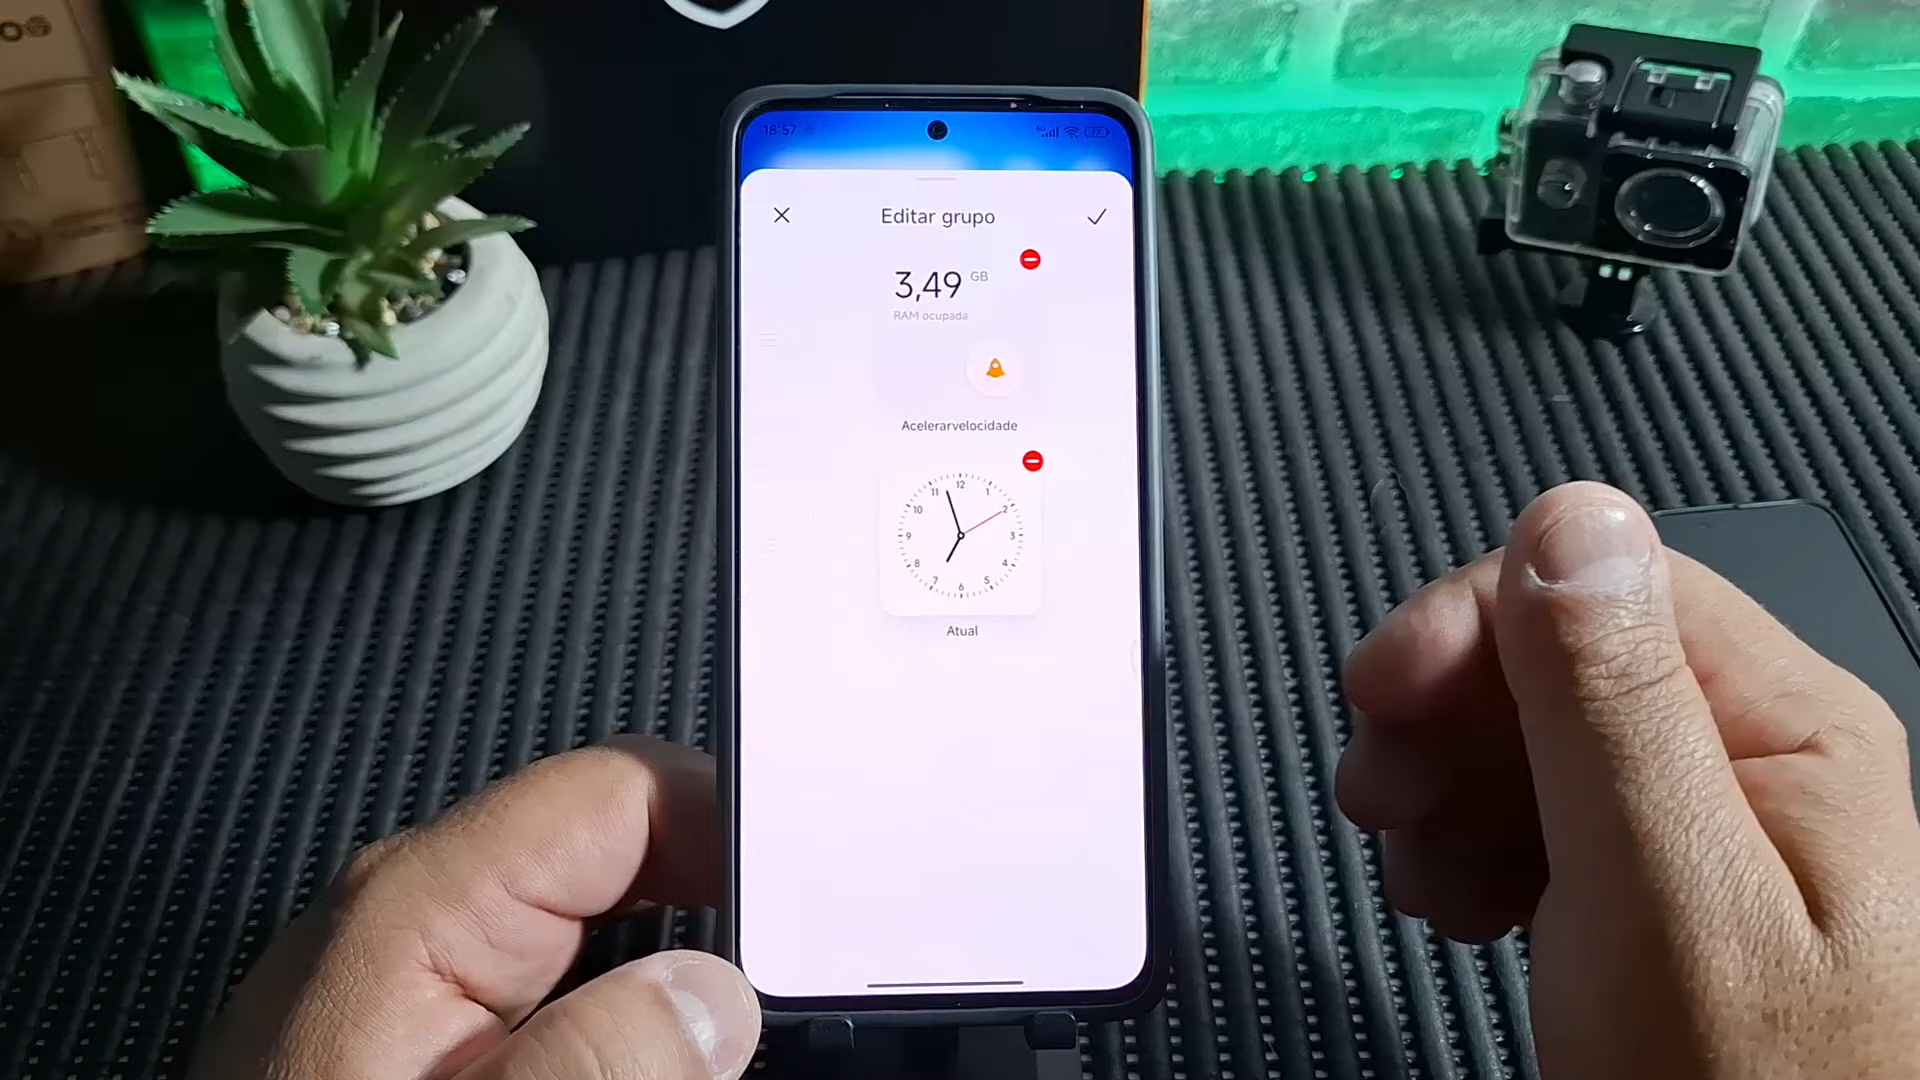 18:57
77
Editar grupo
3,49 GB
RAM ocupada
Acelerarvelocidade
12
11 1
10 2
9 3
8 4
7 5
6
Atual